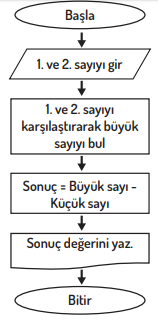 Başla
1. ve 2. sayıyı gir
1. ve 2. sayıyı
karşılaştırarak büyük
sayıyı bul
Sonuç = Büyük sayı -
Küçük sayı
Sonuç değerini yaz.
Bitir